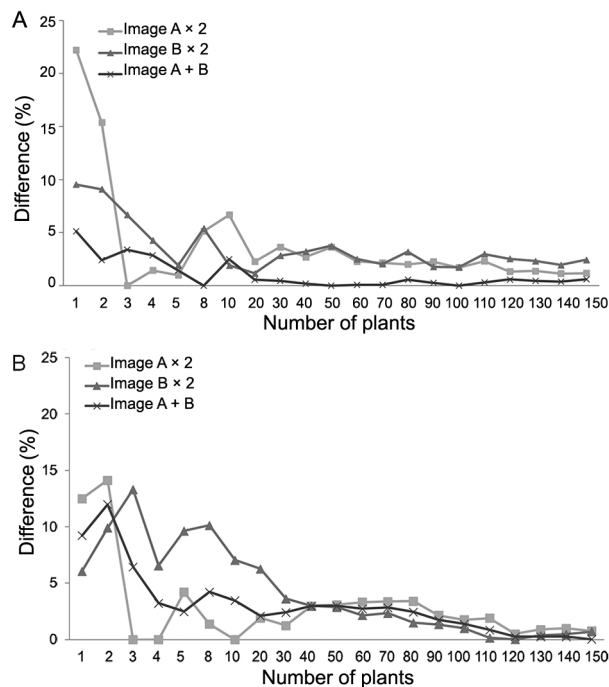 A
Image A × 2
Image B × 2
Image A + B
25
20
15
10
5
0
Difference (%)
1 2 3 4 5 8 10 20 30 40 50 60 70 80 90 100 110 120 130 140 150
Number of plants
B
Image A × 2
Image B × 2
Image A + B
25
20
15
10
5
0
Difference (%)
1 2 3 4 5 8 10 20 30 40 50 60 70 80 90 100 110 120 130 140 150
Number of plants